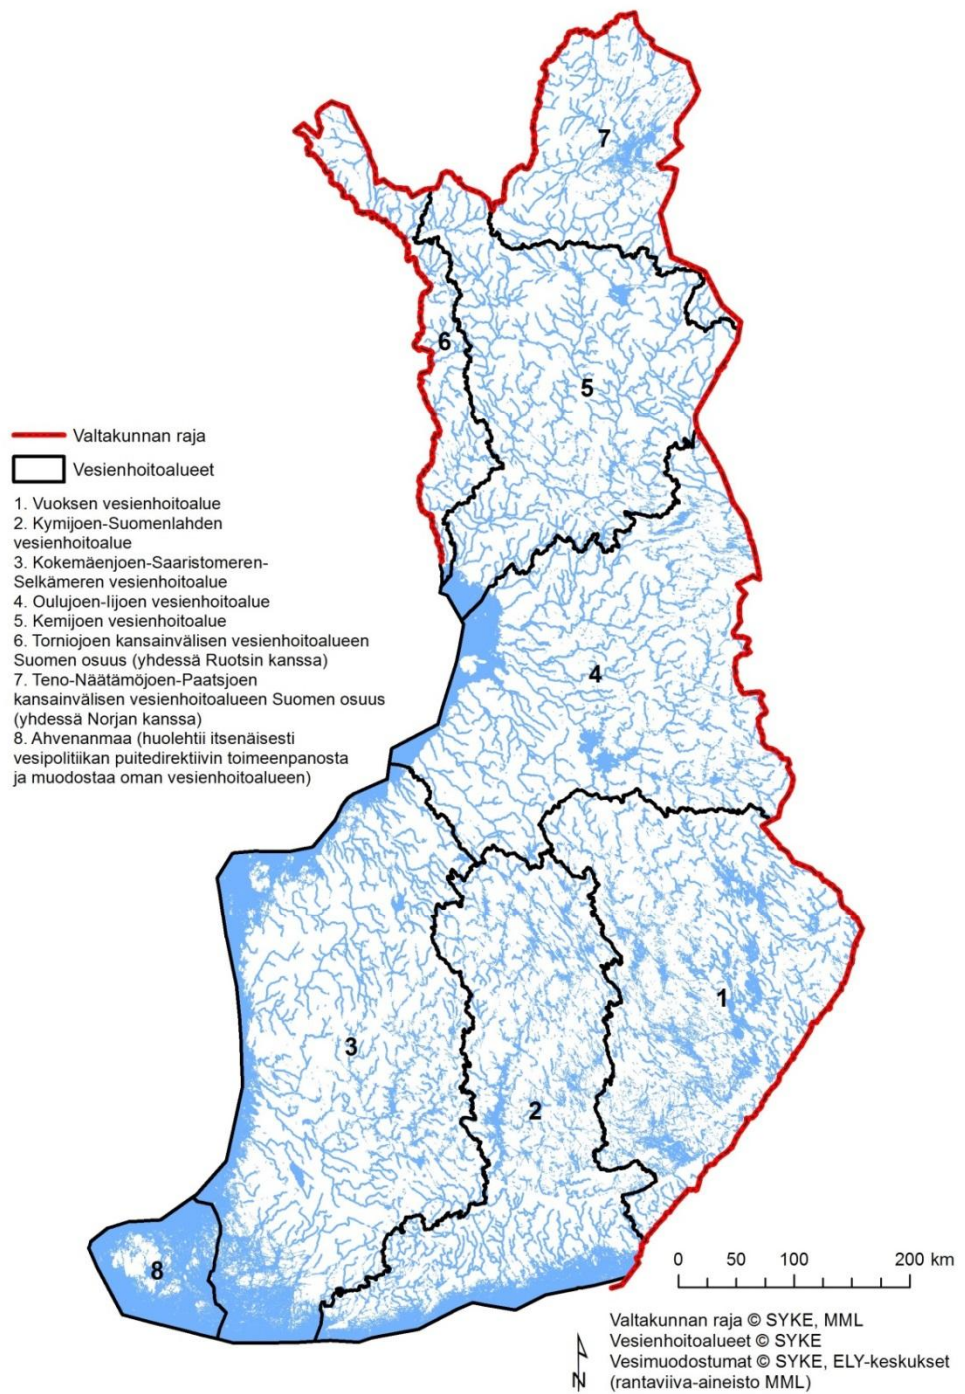 7
6
5
Valtakunnan raja
Vesienhoitoalueet
1. Vuoksen vesienhoitoalue
2. Kymijoen-Suomenlahden
vesienhoitoalue
3. Kokemäenjoen-Saaristomeren-
Selkämeren vesienhoitoalue
4. Oulujoen-Iijoen vesienhoitoalue
5. Kemijoen vesienhoitoalue
6. Torniojoen kansainvälisen vesienhoitoalueen
Suomen osuus (yhdessä Ruotsin kanssa)
7. Teno-Näätämöjoen-Paatsjoen
kansainvälisen vesienhoitoalueen Suomen osuus
(yhdessä Norjan kanssa)
8. Ahvenanmaa (huolehtii itsenäisesti
vesipolitiikan puitedirektiivin toimeenpanosta
ja muodostaa oman vesienhoitoalueen)
4
1
3
2
8
0 50 100 200 km
Valtakunnan raja © SYKE, MML
Vesienhoitoalueet © SYKE
Vesimuodostumat © SYKE, ELY-keskukset
(rantaviiva-aineisto MML)
N